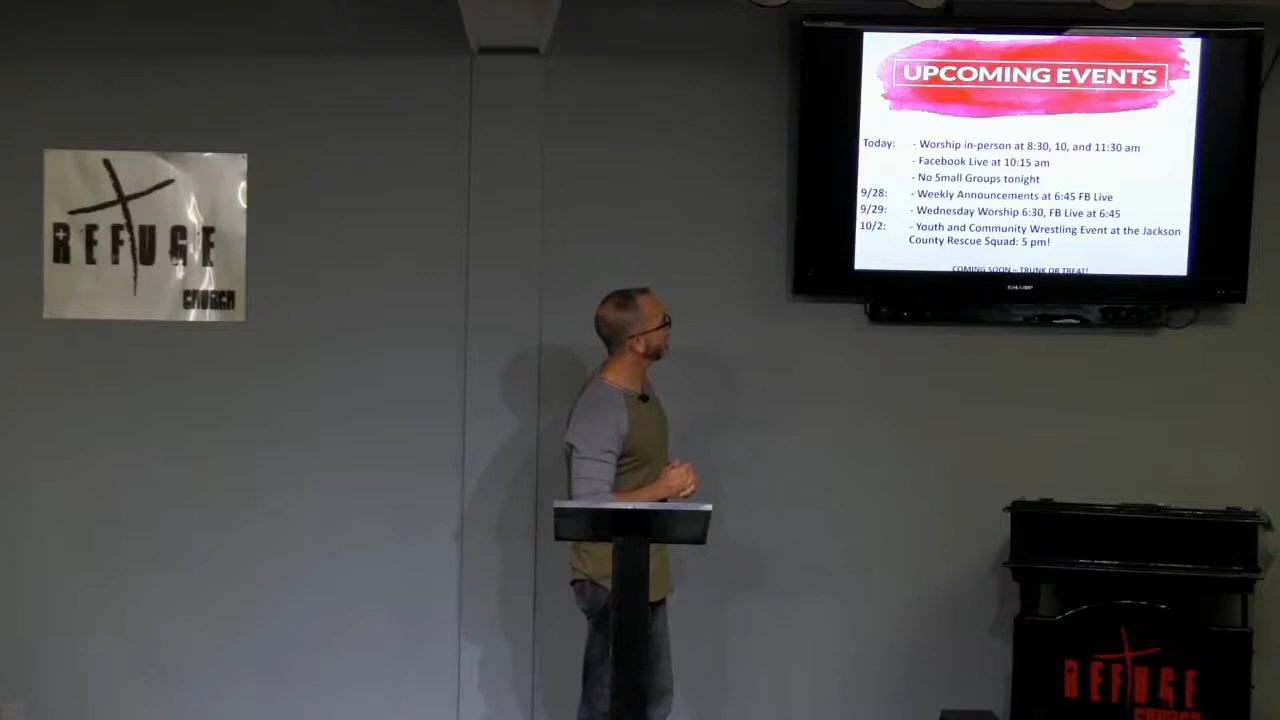 UPCOMING EVENTS
Today: - Worship in-person at 8:30, 10, and 11:30 am
- Facebook Live at 10:15 am
- No Small Groups tonight
9/28: - Weekly Announcements at 6:45 FB Live
9/29: - Wednesday Worship 6:30, FB Live at 6:45
10/2: - Youth and Community Wrestling Event at the Jackson
County Rescue Squad: 5 pm!
COMING SOON – TRUNK OR TREAT!
SHARP
REFUGE
CHURCH
REFUGE
CHURCH